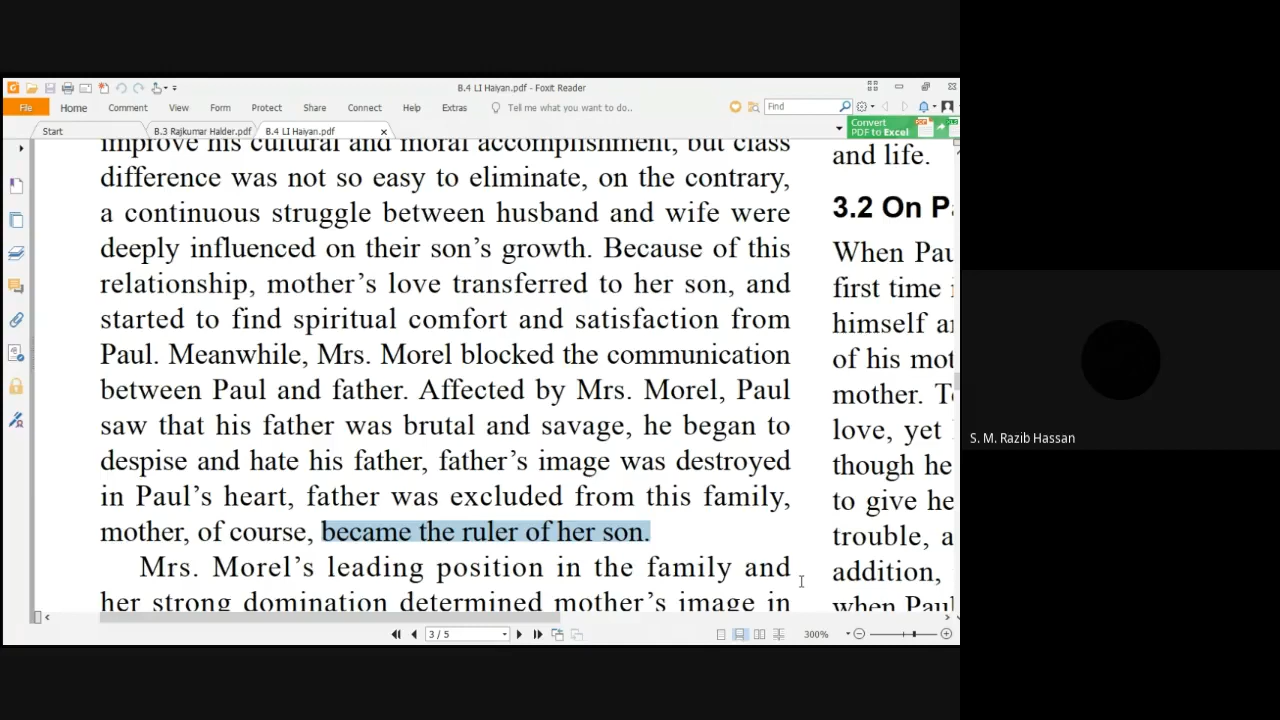 B.4 LI Haiyan.pdf - Foxit Reader
File Home Comment View Form Protect Share Connect Help Extras Tell me what you want to do.. Find
Start B.3 Rajkumar Halder.pdf B.4 LI Haiyan.pdf
Convert
PDF to Excel
improve his cultural and moral accomplishment, but class
difference was not so easy to eliminate, on the contrary,
a continuous struggle between husband and wife were
deeply influenced on their son's growth. Because of this
relationship, mother's love transferred to her son, and
started to find spiritual comfort and satisfaction from
Paul. Meanwhile, Mrs. Morel blocked the communication
between Paul and father. Affected by Mrs. Morel, Paul
saw that his father was brutal and savage, he began to
despise and hate his father, father's image was destroyed
in Paul's heart, father was excluded from this family,
mother, of course, became the ruler of her son.
Mrs. Morel's leading position in the family and
her strong domination determined mother's image in
and life.
3.2 On P
When Pau
first time
himself a
of his mot
mother. T
love, yet
though he
to give he
trouble, a
addition,
when Paul
3 / 5
300%
S. M. Razib Hassan